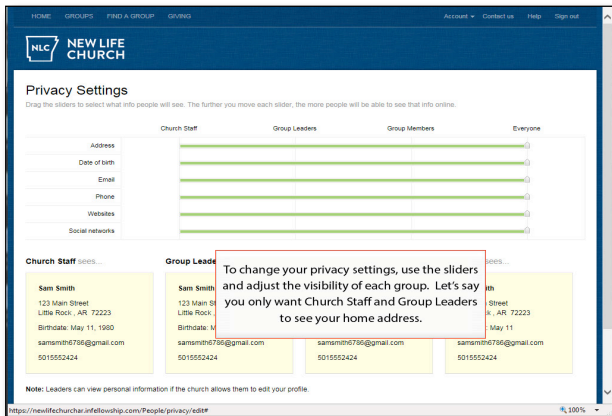 HOME GROUPS FIND A GROUP GIVING Account Contact us Help Sign out
NLC NEW LIFE
CHURCH
Privacy Settings
Drag the sliders to select what info people will see. The further you move each slider, the more people will be able to see that info online.
Church Staff Group Leaders Group Members Everyone
Address
Date of birth
Email
Phone
Websites
Social networks
Church Staff sees...
Sam Smith
123 Main Street
Little Rock , AR 72223
Birthdate: May 11, 1980
samsmith6786@gmail.com
5015552424
Group Leade
Sam Smith
123 Main St
Little Rock ,
Birthdate: M
samsmith6786@gmail.com
5015552424
samsmith6786@gmail.com
5015552424
sees...
ith
Street
k , AR 72223
: May 11
samsmith6786@gmail.com
5015552424
To change your privacy settings, use the sliders
and adjust the visibility of each group. Let's say
you only want Church Staff and Group Leaders
to see your home address.
Note: Leaders can view personal information if the church allows them to edit your profile.
https://newlifechurchar.infellowship.com/People/privacy/edit# 100%